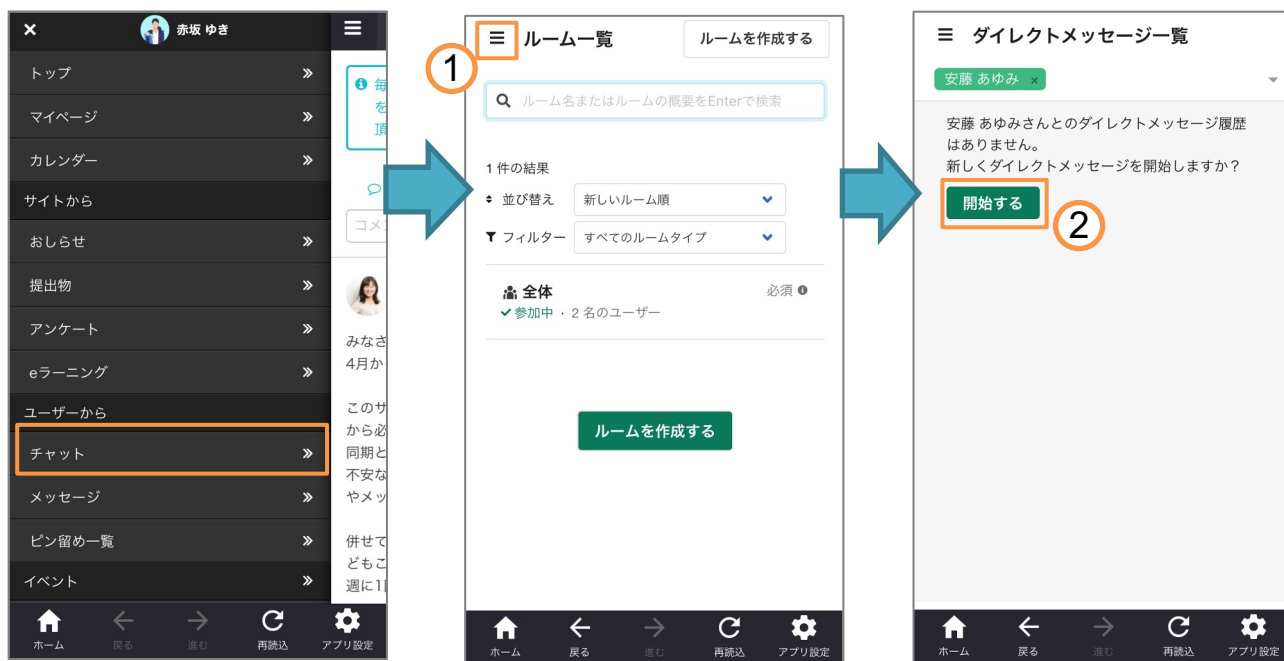 × 赤坂 ゆき
トップ
マイページ
カレンダー
サイトから
おしらせ
提出物
アンケート
eラーニング
ユーザーから
チャット
メッセージ
ピン留め一覧
イベント
毎
を
頂
コメン
みなさ
4月か
このサ
から必
同期と
不安な
やメッ
併せて
どもこ
週に1
ホーム 戻る 進む 再読込 アプリ設定
1
ルーム一覧 ルームを作成する
ルーム名またはルームの概要をEnterで検索
1 件の結果
並び替え 新しいルーム順
フィルター すべてのルームタイプ
全体 必須
参加中 · 2 名のユーザー
ルームを作成する
ホーム 戻る 進む 再読込 アプリ設定
ダイレクトメッセージ一覧
安藤 あゆみ ×
安藤 あゆみさんとのダイレクトメッセージ履歴
はありません。
新しくダイレクトメッセージを開始しますか？
開始する
2
ホーム 戻る 進む 再読込 アプリ設定